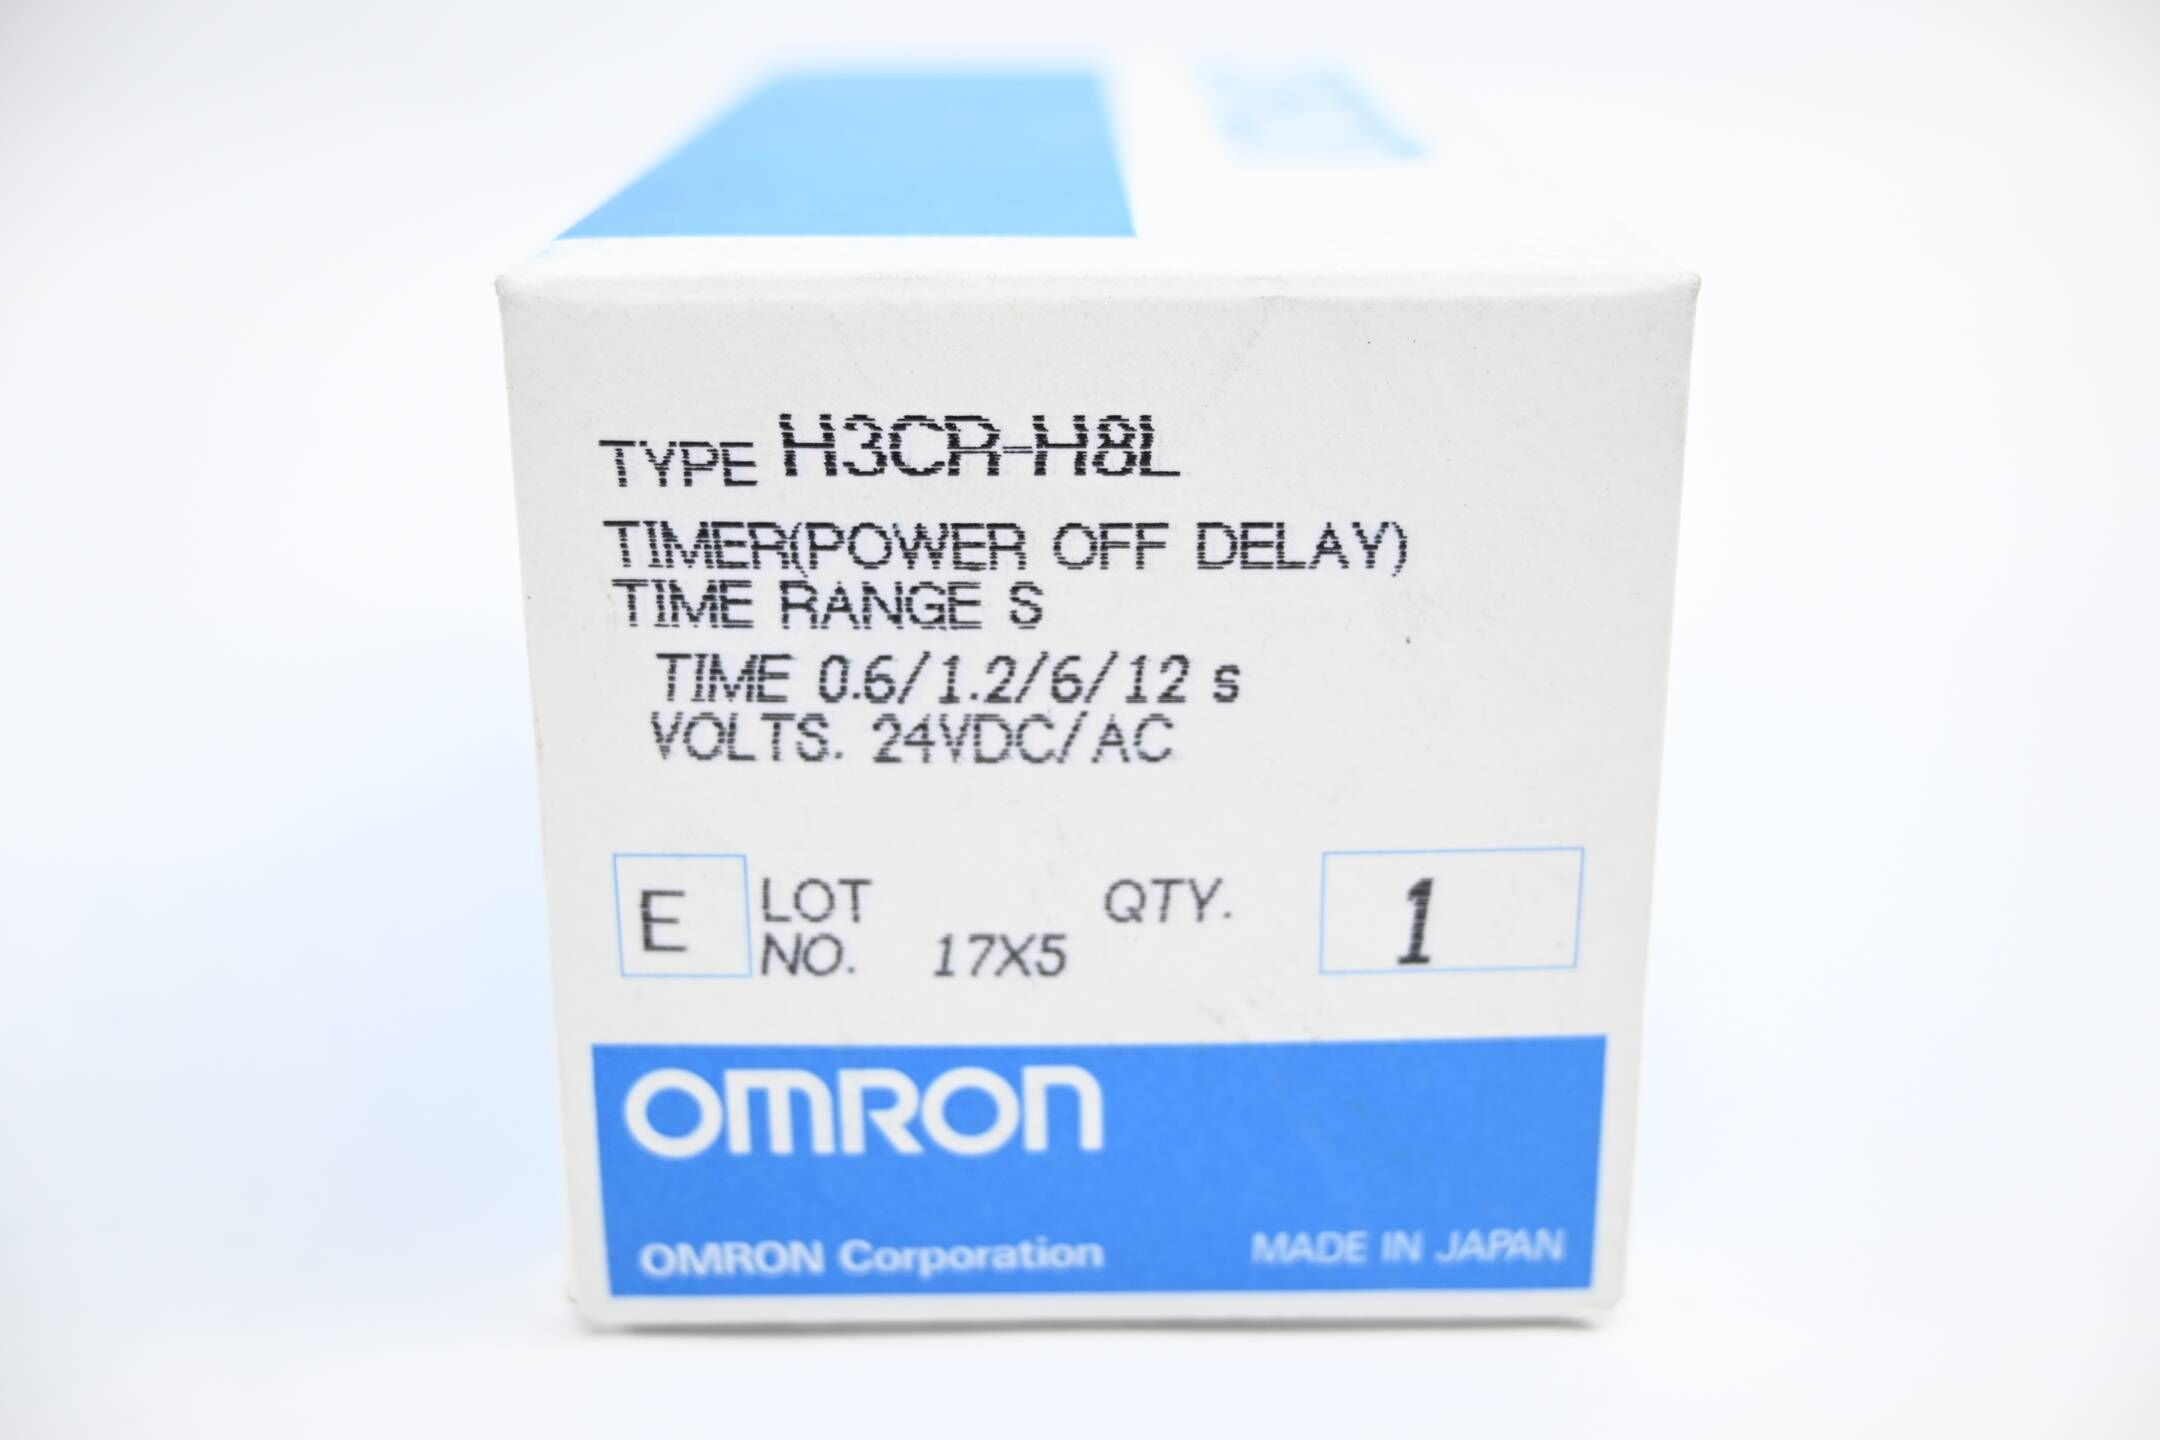 TYPE H3CR-H8L
TIMER(POWER OFF DELAY)
TIME RANGE S
TIME 0.6/1.2/6/12 s
VOLTS. 24VDC/AC
E LOT NO. 17X5 QTY. 1
OMRON
OMRON Corporation MADE IN JAPAN